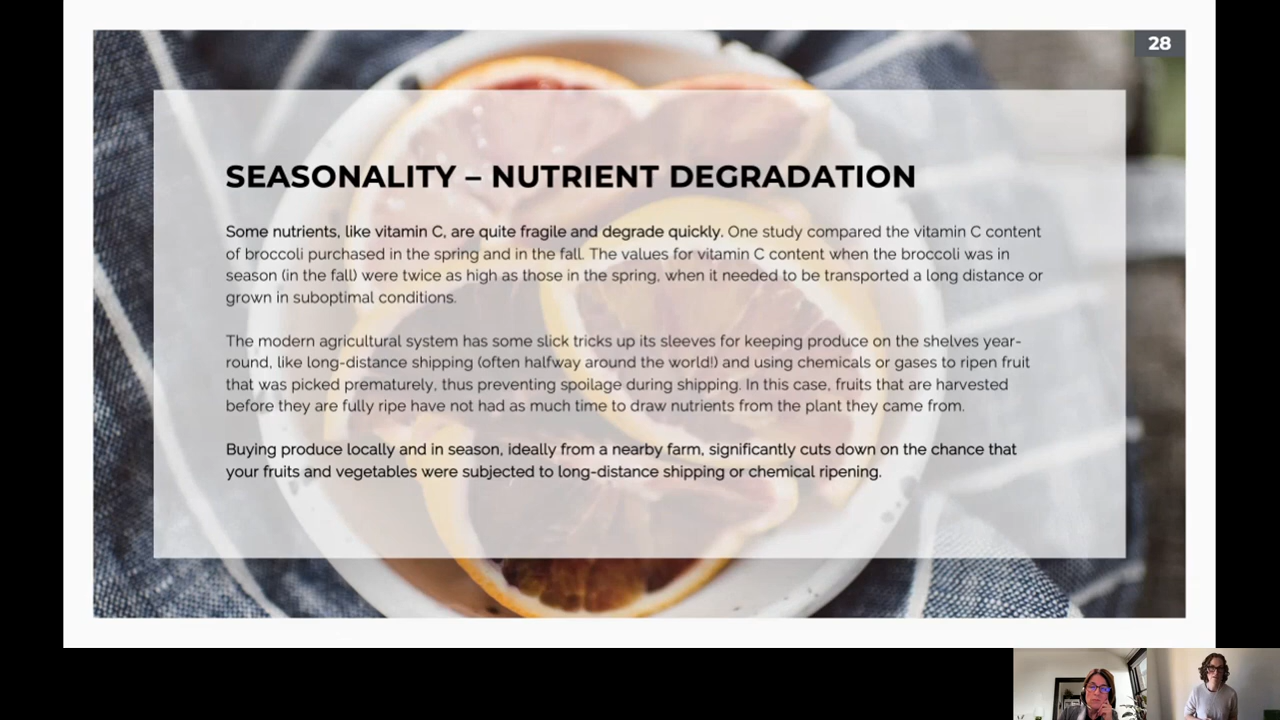 28
SEASONALITY – NUTRIENT DEGRADATION
Some nutrients, like vitamin C, are quite fragile and degrade quickly. One study compared the vitamin C content
of broccoli purchased in the spring and in the fall. The values for vitamin C content when the broccoli was in
season (in the fall) were twice as high as those in the spring, when it needed to be transported a long distance or
grown in suboptimal conditions.
The modern agricultural system has some slick tricks up its sleeves for keeping produce on the shelves year-
round, like long-distance shipping (often halfway around the world!) and using chemicals or gases to ripen fruit
that was picked prematurely, thus preventing spoilage during shipping. In this case, fruits that are harvested
before they are fully ripe have not had as much time to draw nutrients from the plant they came from.
Buying produce locally and in season, ideally from a nearby farm, significantly cuts down on the chance that
your fruits and vegetables were subjected to long-distance shipping or chemical ripening.